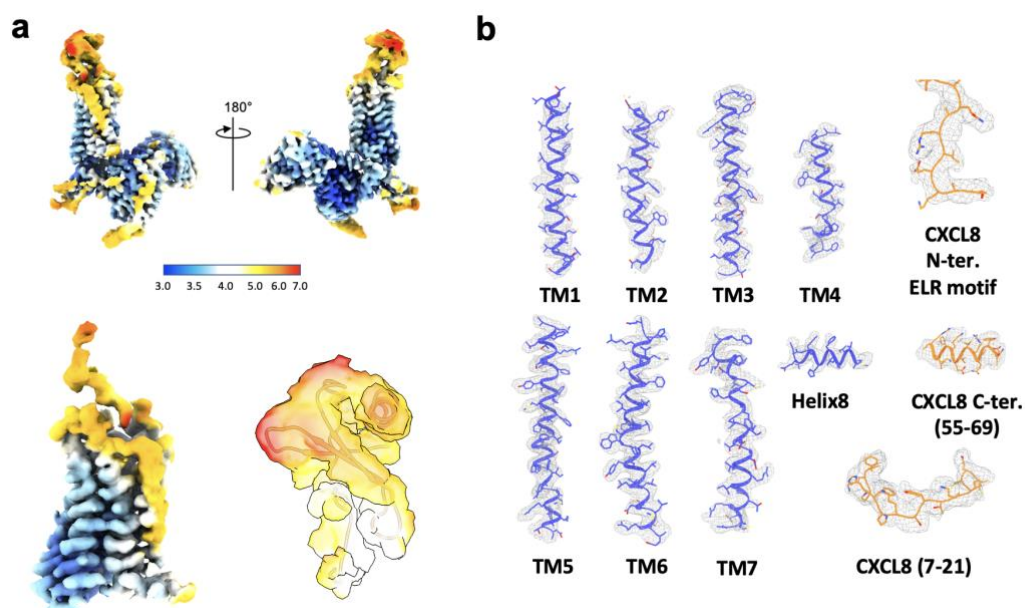 a
b
180°
3.0 3.5 4.0 5.0 6.0 7.0
TM1 TM2 TM3 TM4
CXCL8
N-ter.
ELR motif
Helix8
CXCL8 C-ter.
(55-69)
TM5 TM6 TM7
CXCL8 (7-21)